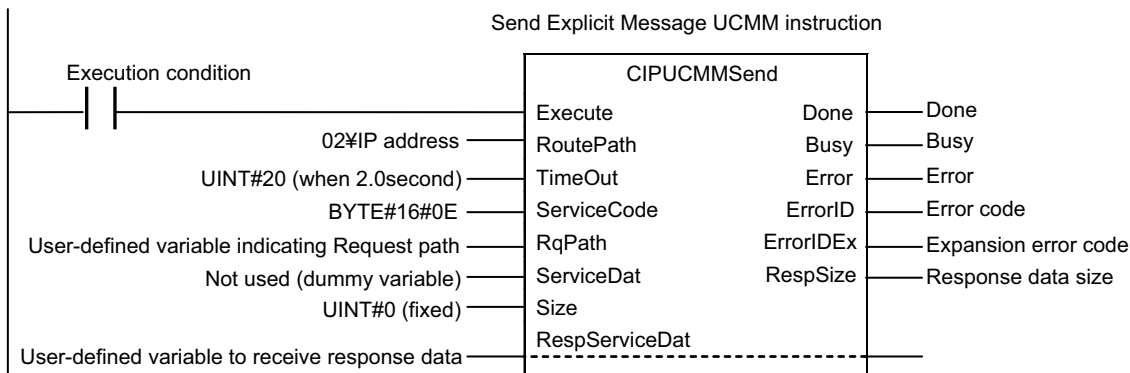 Send Explicit Message UCMM instruction
Execution condition
CIPUCMMSend
Execute Done Done
02¥IP address RoutePath Busy Busy
UINT#20 (when 2.0second) TimeOut Error Error
BYTE#16#0E ServiceCode ErrorID Error code
User-defined variable indicating Request path RqPath ErrorIDEx Expansion error code
Not used (dummy variable) ServiceDat RespSize Response data size
UINT#0 (fixed) Size
RespServiceDat
User-defined variable to receive response data